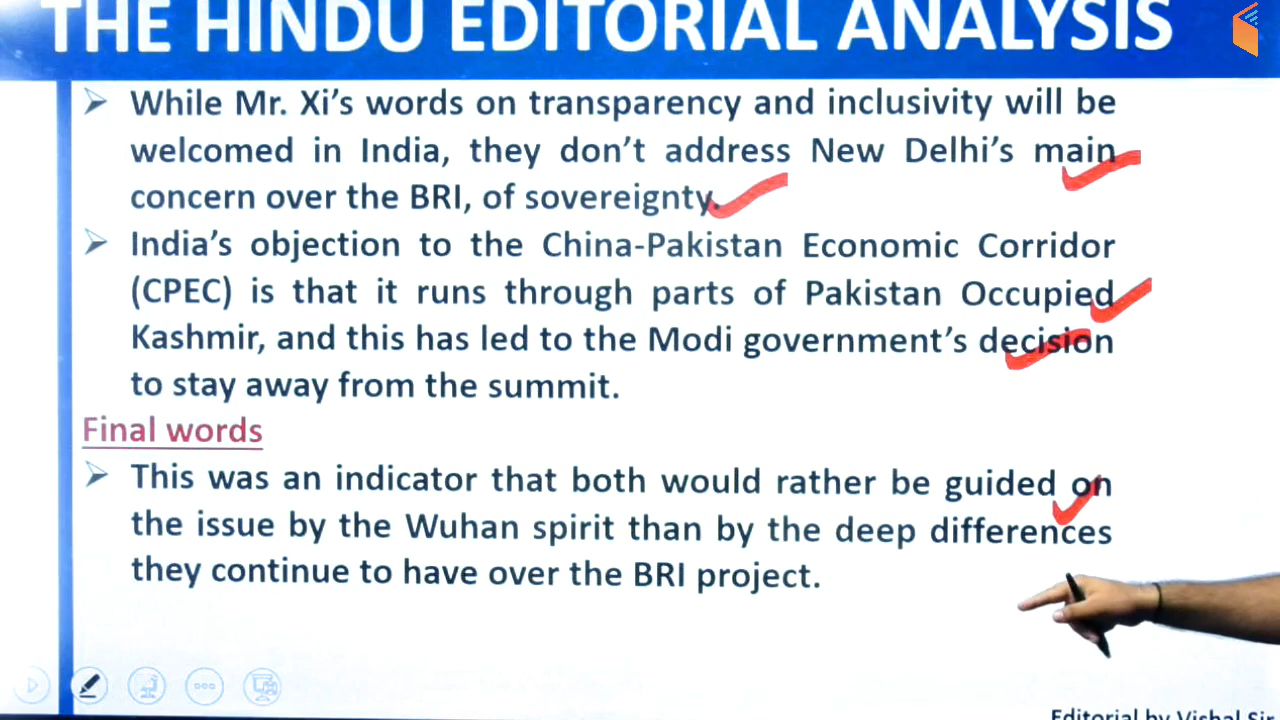 THE HINDU EDITORIAL ANALYSIS
While Mr. Xi’s words on transparency and inclusivity will be
welcomed in India, they don’t address New Delhi’s main
concern over the BRI, of sovereignty.
India’s objection to the China-Pakistan Economic Corridor
(CPEC) is that it runs through parts of Pakistan Occupied
Kashmir, and this has led to the Modi government’s decision
to stay away from the summit.
Final words
This was an indicator that both would rather be guided on
the issue by the Wuhan spirit than by the deep differences
they continue to have over the BRI project.
Editorial by Vishal Sir